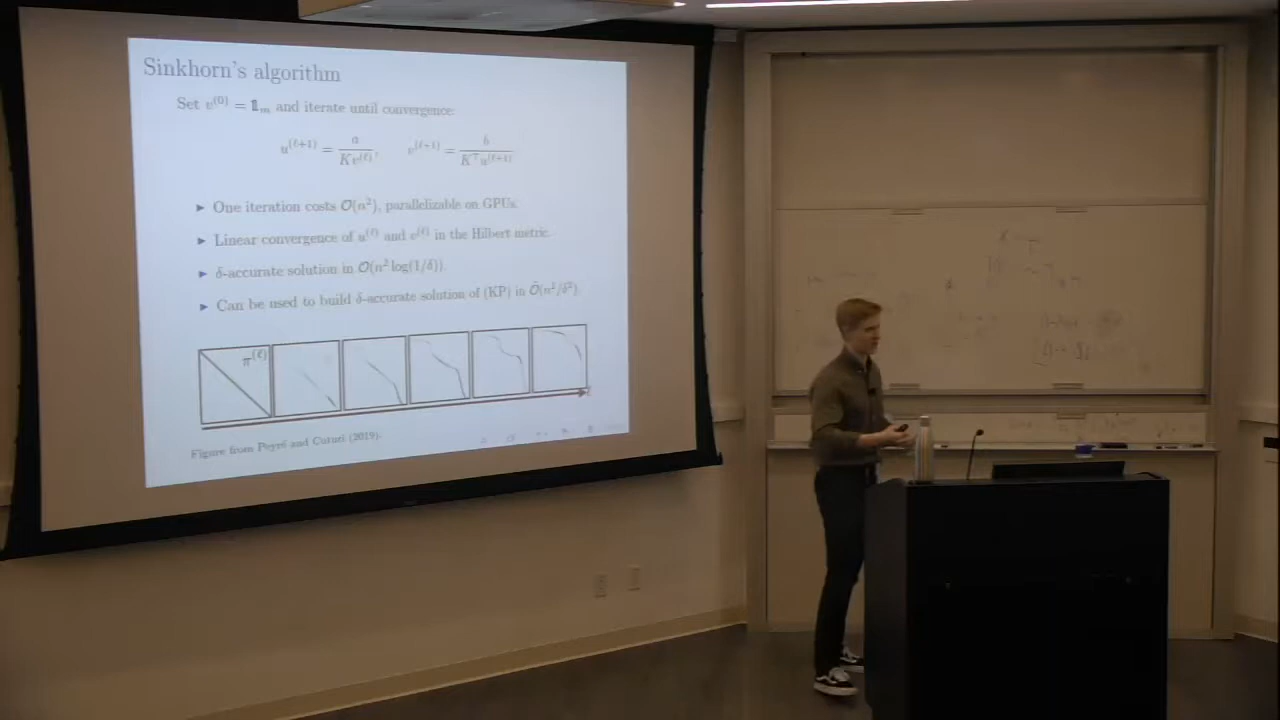 Sinkhorn's algorithm
Set v^(0) = 𝟙_m and iterate until convergence:
u^(ℓ+1) = a / Kv^(ℓ), v^(ℓ+1) = b / K^⊤u^(ℓ+1)
► One iteration costs O(n²), parallelizable on GPUs.
► Linear convergence of u^(ℓ) and v^(ℓ) in the Hilbert metric.
► δ-accurate solution in O(n² log(1/δ)).
► Can be used to build δ-accurate solution of (KP) in Õ(n²/δ²)
π^(ℓ)
Figure from Peyré and Cuturi (2019).